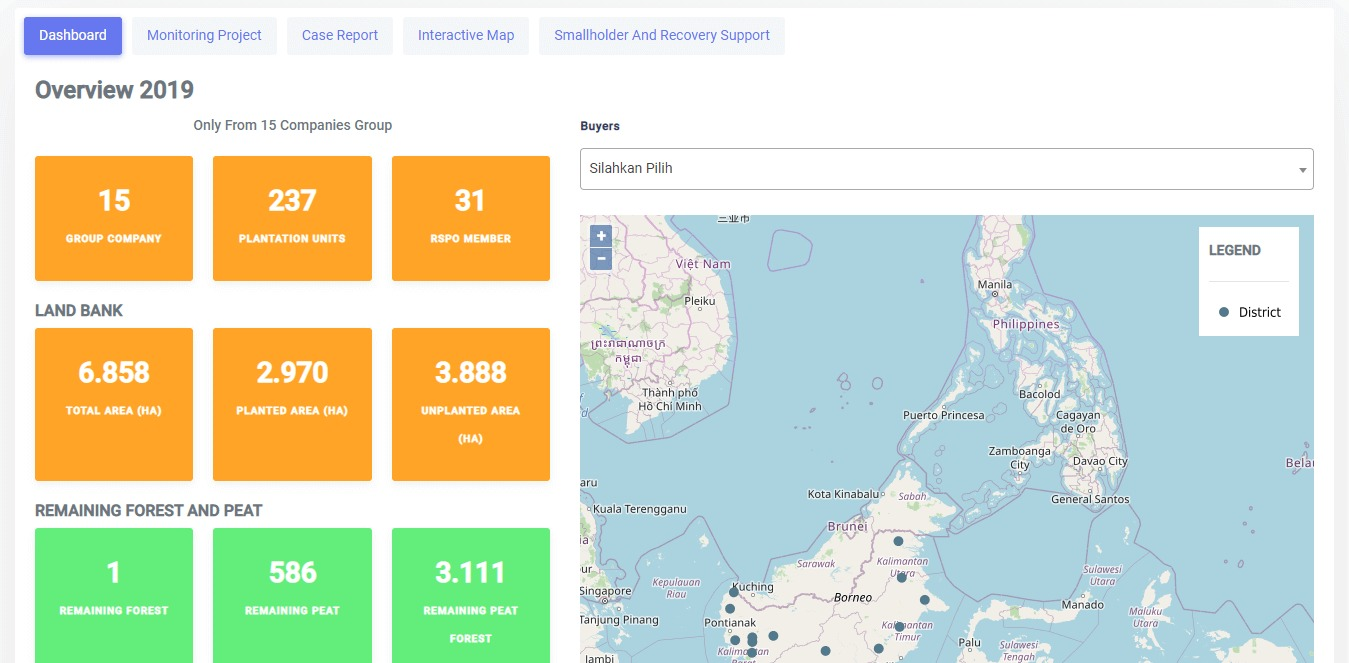 Dashboard
Monitoring Project
Case Report
Interactive Map
Smallholder And Recovery Support
Overview 2019
Only From 15 Companies Group
15
GROUP COMPANY
237
PLANTATION UNITS
31
RSPO MEMBER
LAND BANK
6.858
TOTAL AREA (HA)
2.970
PLANTED AREA (HA)
3.888
UNPLANTED AREA
(HA)
REMAINING FOREST AND PEAT
1
REMAINING FOREST
586
REMAINING PEAT
3.111
REMAINING PEAT
FOREST
Buyers
Silahkan Pilih
+
−
三亚市
LEGEND
District
Việt Nam
Pleiku
Manila
Philippines
ព្រះរាជាណាចក្រ
កម្ពុជា
Thành phố
Hồ Chí Minh
Bacolod
Puerto Princesa
Cagayan
de Oro
Zamboanga
City
Davao City
Belau
General Santos
aru
Kota Kinabalu
Sabah
Kuala Terengganu
Brunei
Sarawak
Kalimantan
Utara
Sulawesi
Utara
Kepulauan
Riau
Kuching
Singapore
Borneo
Manado
Maluku
Utara
Tanjung Pinang
Pontianak
Kalimantan
Timur
Palu
Sulawesi
Tengah
Jambi
Kalimantan
Barat